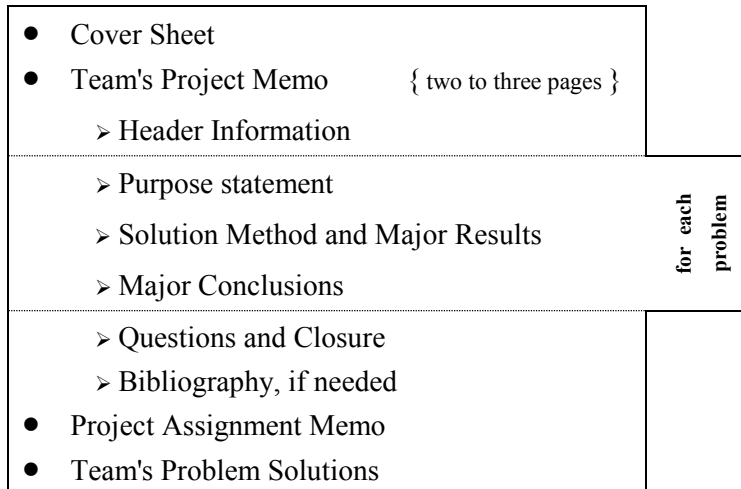 ● Cover Sheet
● Team's Project Memo { two to three pages }
➢ Header Information
➢ Purpose statement
➢ Solution Method and Major Results
➢ Major Conclusions
for each
problem
➢ Questions and Closure
➢ Bibliography, if needed
● Project Assignment Memo
● Team's Problem Solutions